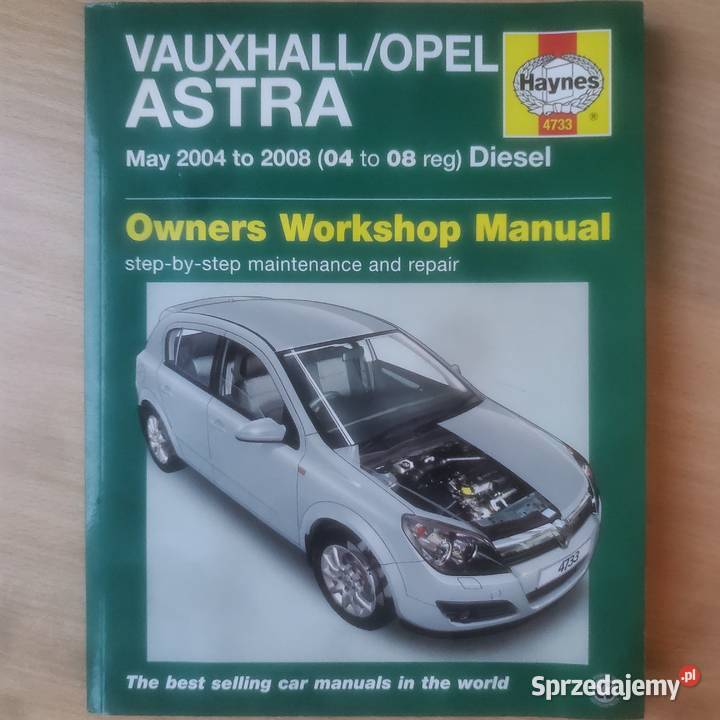 VAUXHALL/OPEL
ASTRA
Haynes
4733
®
May 2004 to 2008 (04 to 08 reg) Diesel
Owners Workshop Manual
step-by-step maintenance and repair
4733
The best selling car manuals in the world
Sprzedajemy.pl